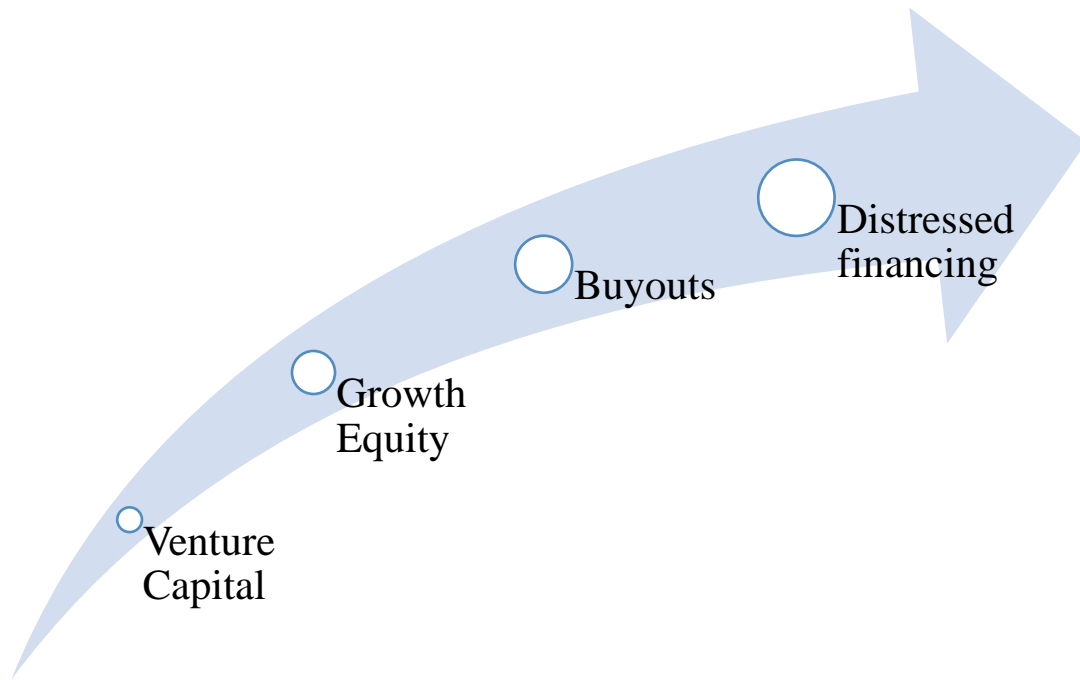 Venture
Capital
Growth
Equity
Buyouts
Distressed
financing